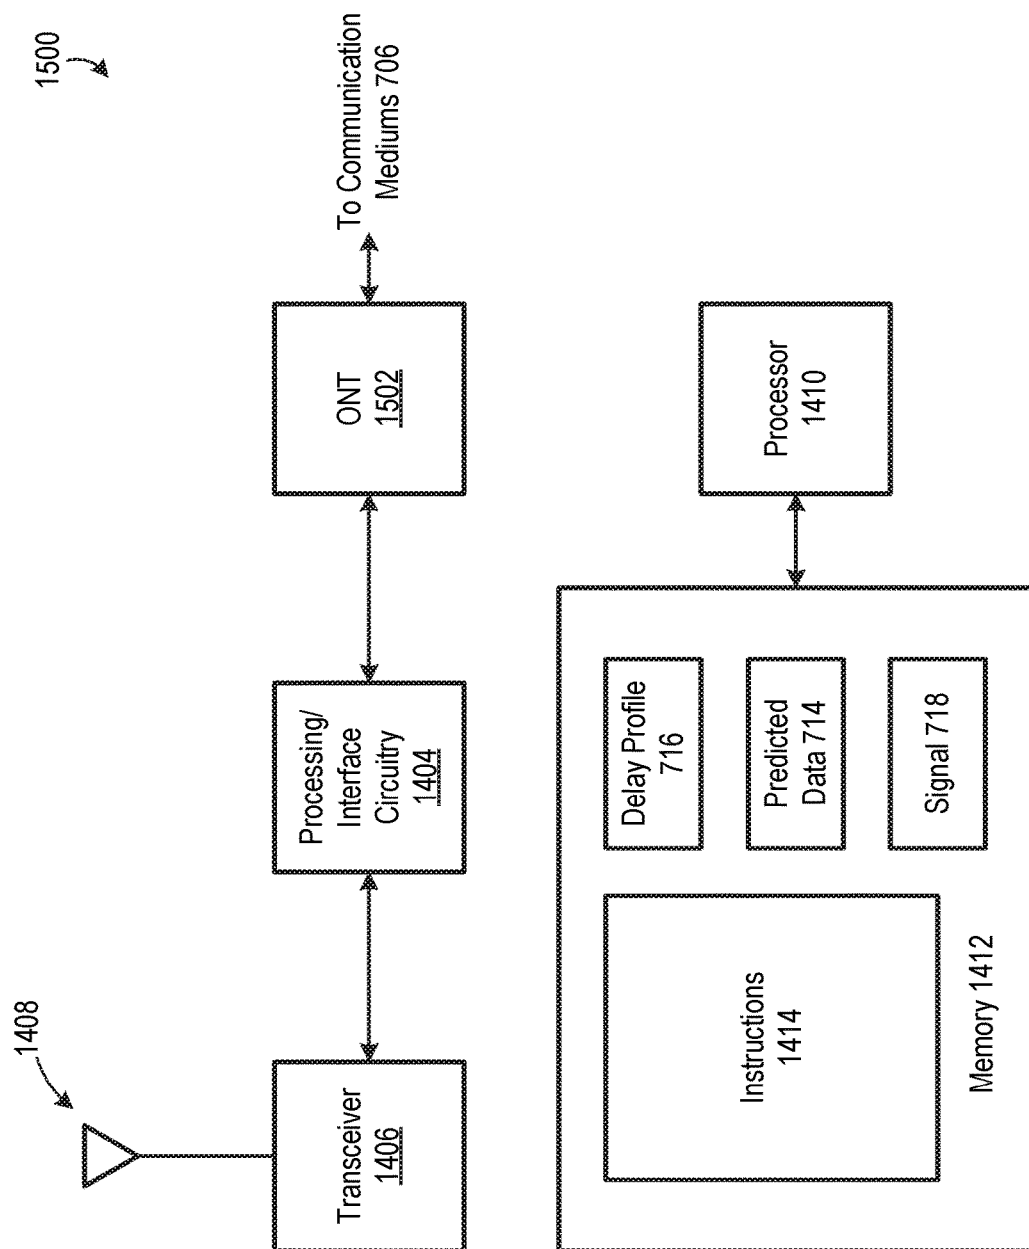 1500
1408
Transceiver
1406
Processing/
Interface
Circuitry
1404
ONT
1502
To Communication
Mediums 706
Instructions
1414
Memory 1412
Delay Profile
716
Predicted
Data 714
Signal 718
Processor
1410